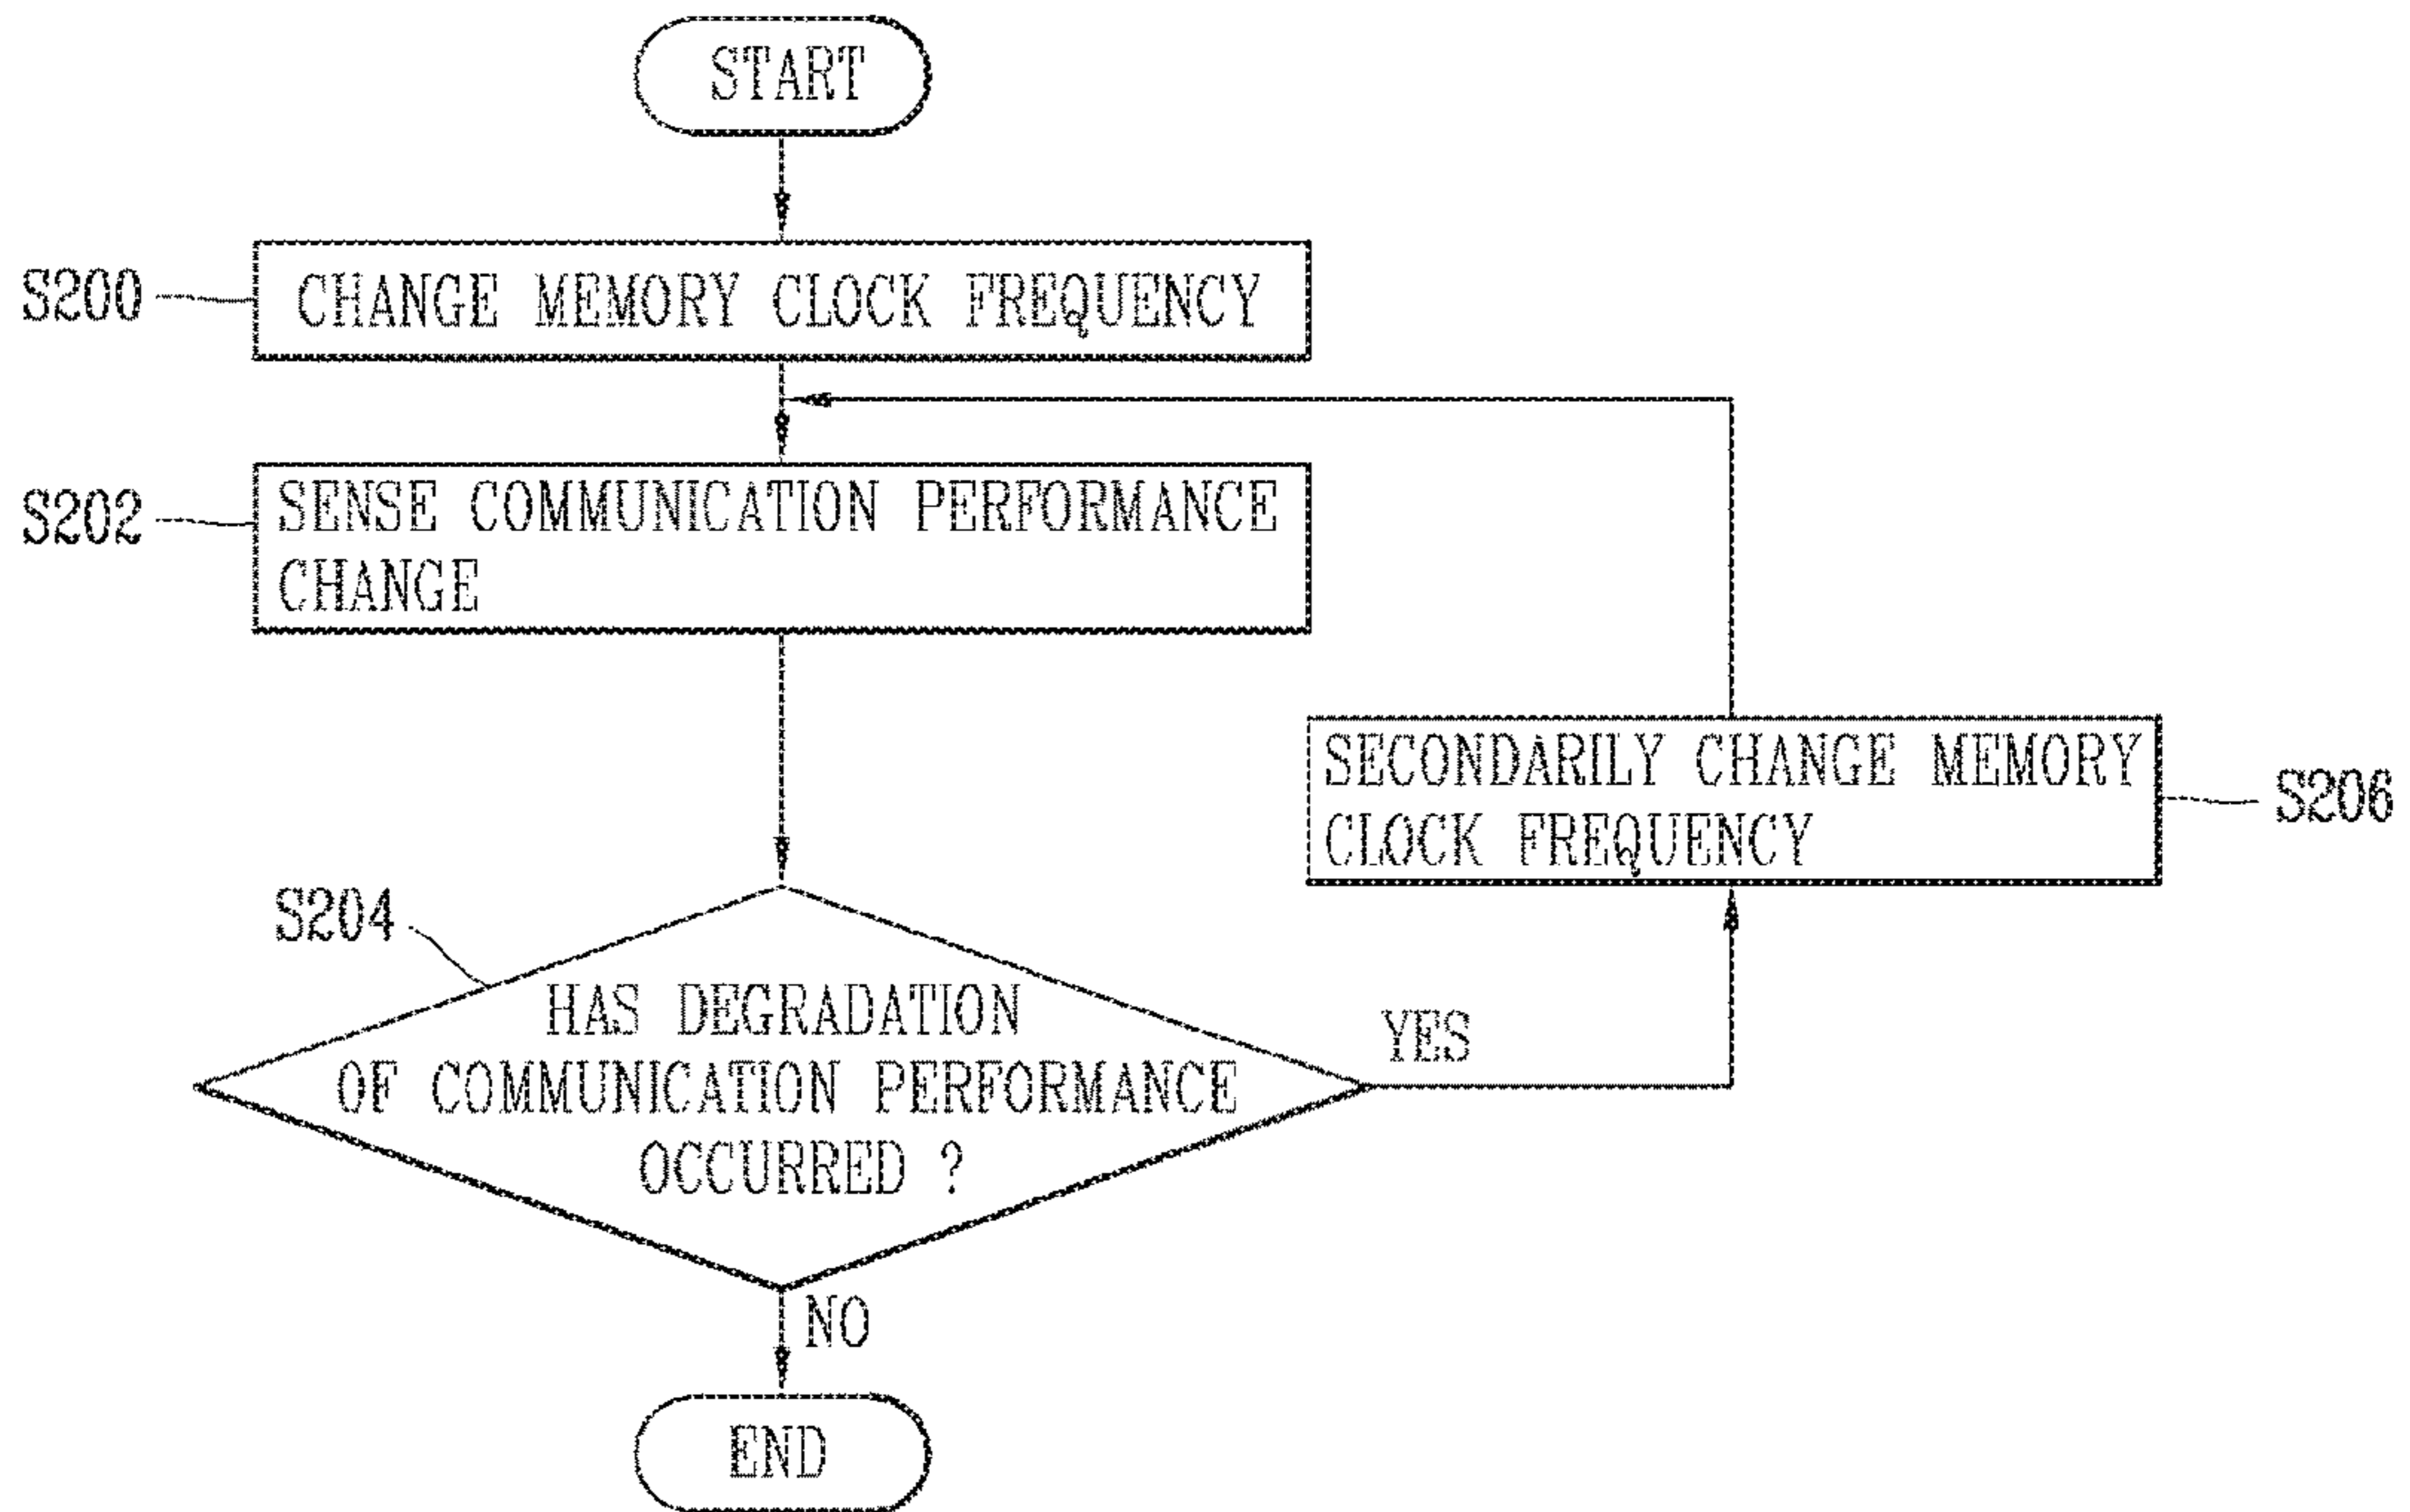 START
S200
CHANGE MEMORY CLOCK FREQUENCY
S202
SENSE COMMUNICATION PERFORMANCE
CHANGE
SECONDARILY CHANGE MEMORY
CLOCK FREQUENCY
S206
S204
HAS DEGRADATION
OF COMMUNICATION PERFORMANCE
OCCURRED ?
YES
NO
END